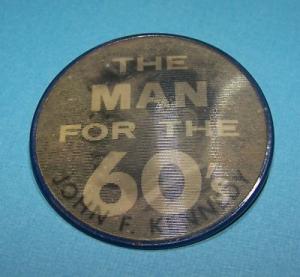 THE
MAN
FOR THE
60's
JOHN F. KENNEDY